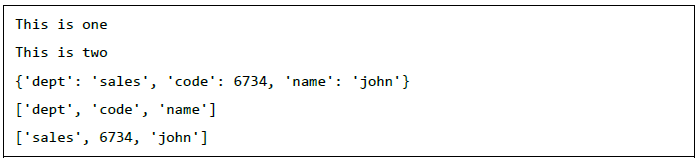 This is one
This is two
{'dept': 'sales', 'code': 6734, 'name': 'john'}
['dept', 'code', 'name']
['sales', 6734, 'john']